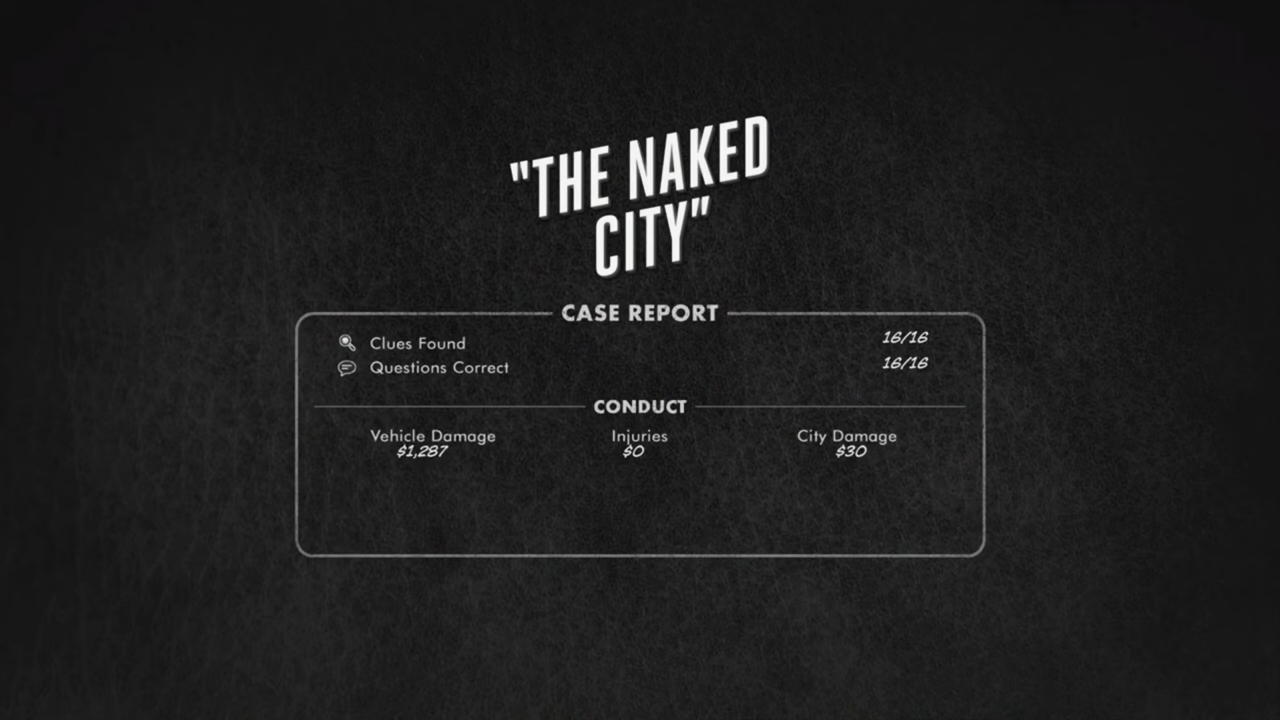 "THE NAKED
CITY"
CASE REPORT
Clues Found 16/16
Questions Correct 16/16
CONDUCT
Vehicle Damage Injuries City Damage
$1,287 $0 $30